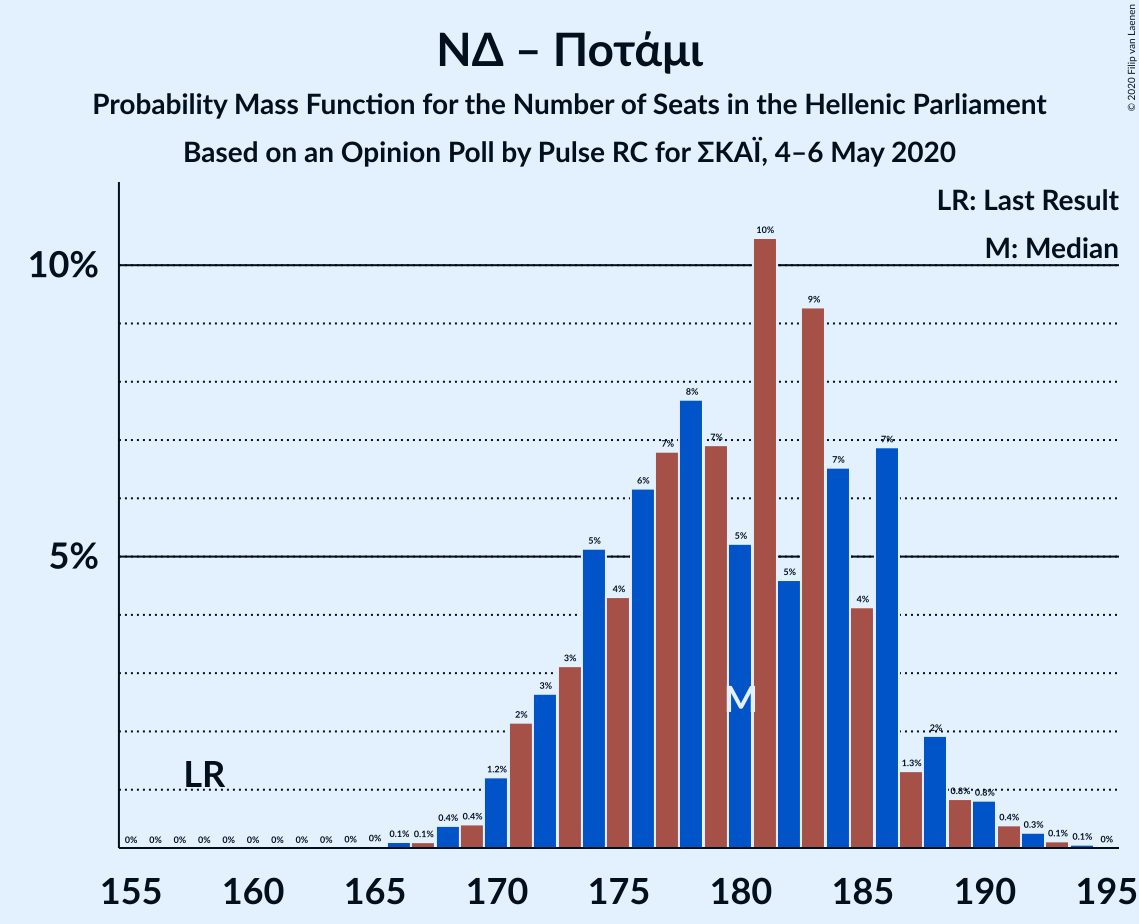 © 2020 Filip van Laenen
ΝΔ – Ποτάμι
Probability Mass Function for the Number of Seats in the Hellenic Parliament
Based on an Opinion Poll by Pulse RC for ΣΚΑΪ, 4–6 May 2020
LR: Last Result
M: Median
10%
5%
LR
M
0% 0% 0% 0% 0% 0% 0% 0% 0% 0% 0% 0.1% 0.1% 0.4% 0.4% 1.2% 2% 3% 3% 5% 4% 6% 7% 8% 7% 5% 10% 5% 9% 7% 4% 7% 1.3% 2% 0.8% 0.8% 0.4% 0.3% 0.1% 0.1% 0%
155 160 165 170 175 180 185 190 195